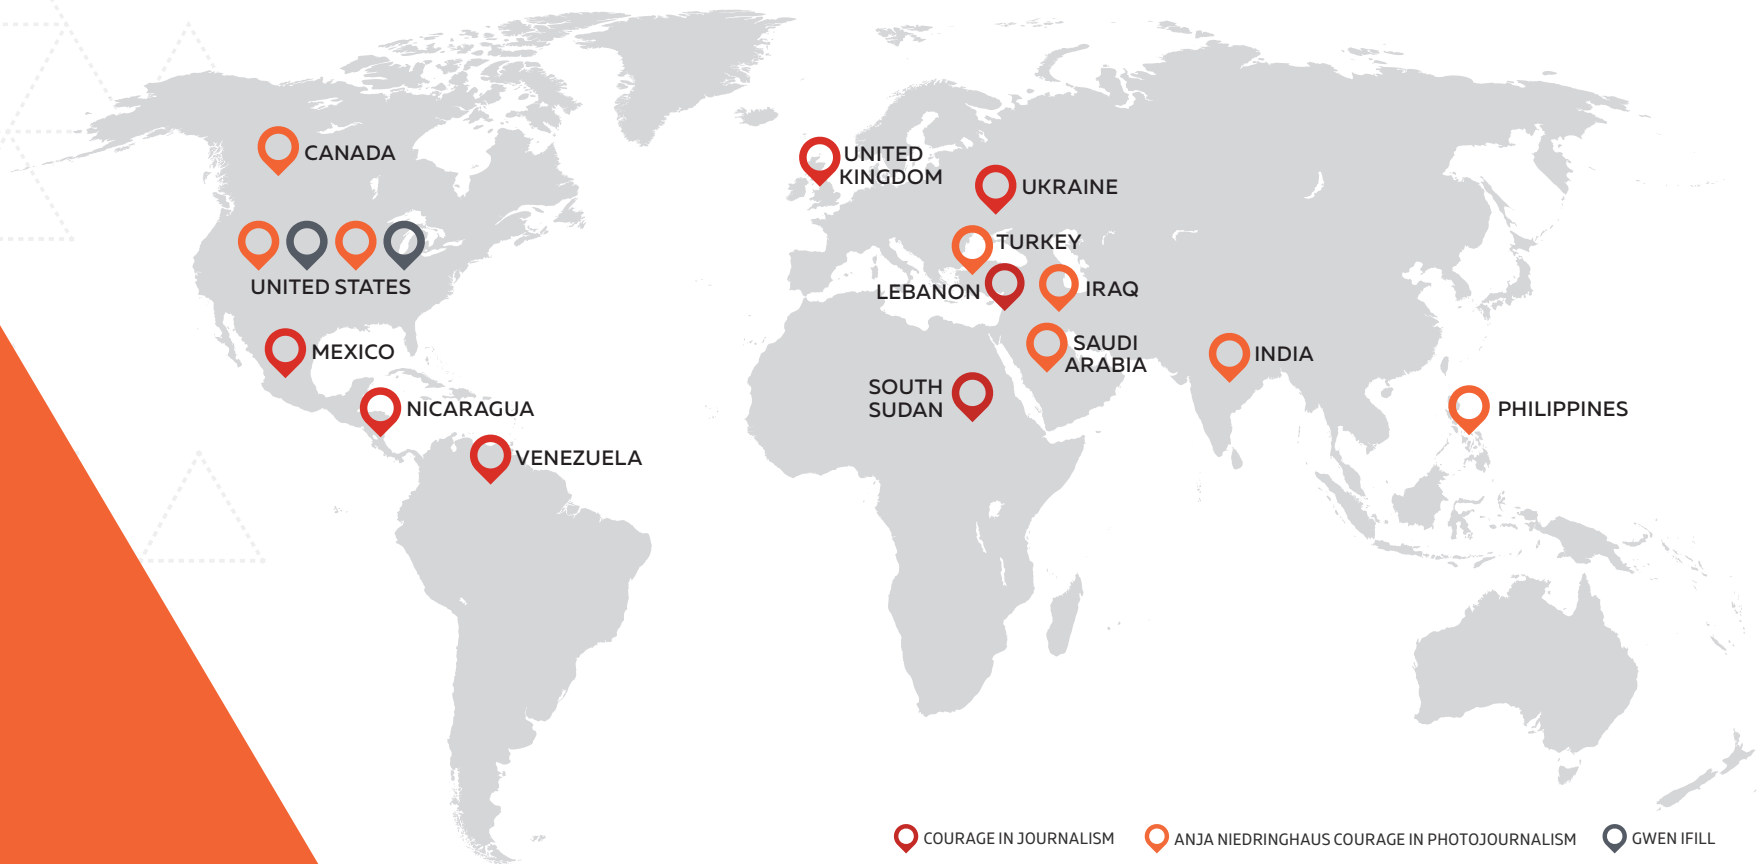 CANADA
UNITED
KINGDOM
UKRAINE
TURKEY
UNITED STATES
LEBANON
IRAQ
MEXICO
SAUDI
ARABIA
INDIA
SOUTH
SUDAN
NICARAGUA
PHILIPPINES
VENEZUELA
COURAGE IN JOURNALISM
ANJA NIEDRINGHAUS COURAGE IN PHOTOJOURNALISM
GWEN IFILL